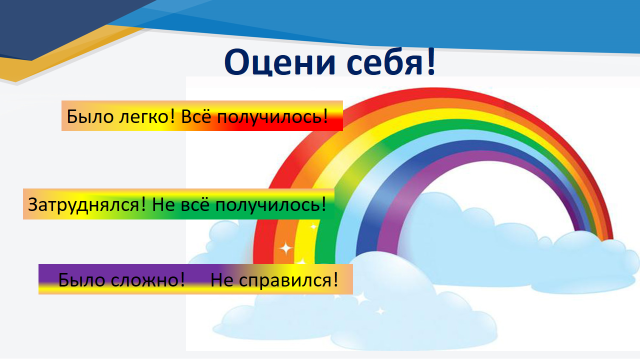 Оцени себя!
Было легко! Всё получилось!
Затруднялся! Не всё получилось!
Было сложно! Не справился!